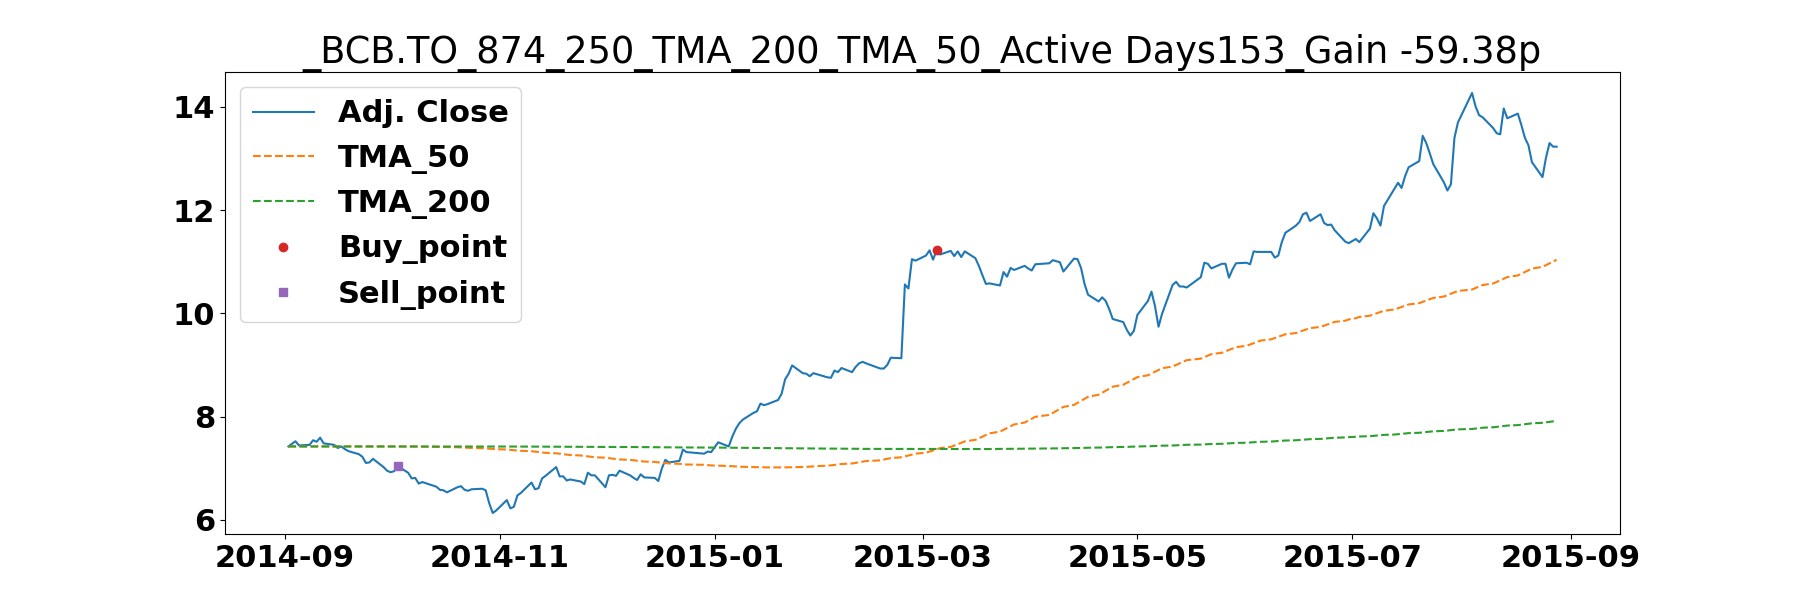 _BCB.TO_874_250_TMA_200_TMA_50_Active Days153_Gain -59.38p
Adj. Close
TMA_50
TMA_200
Buy_point
Sell_point
14
12
10
8
6
2014-09 2014-11 2015-01 2015-03 2015-05 2015-07 2015-09